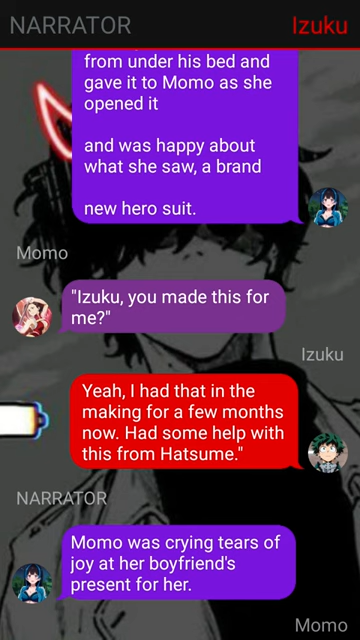 NARRATOR
Izuku
from under his bed and
gave it to Momo as she
opened it
and was happy about
what she saw, a brand
new hero suit.
Momo
"Izuku, you made this for
me?"
Izuku
Yeah, I had that in the
making for a few months
now. Had some help with
this from Hatsume."
NARRATOR
Momo was crying tears of
joy at her boyfriend's
present for her.
Momo